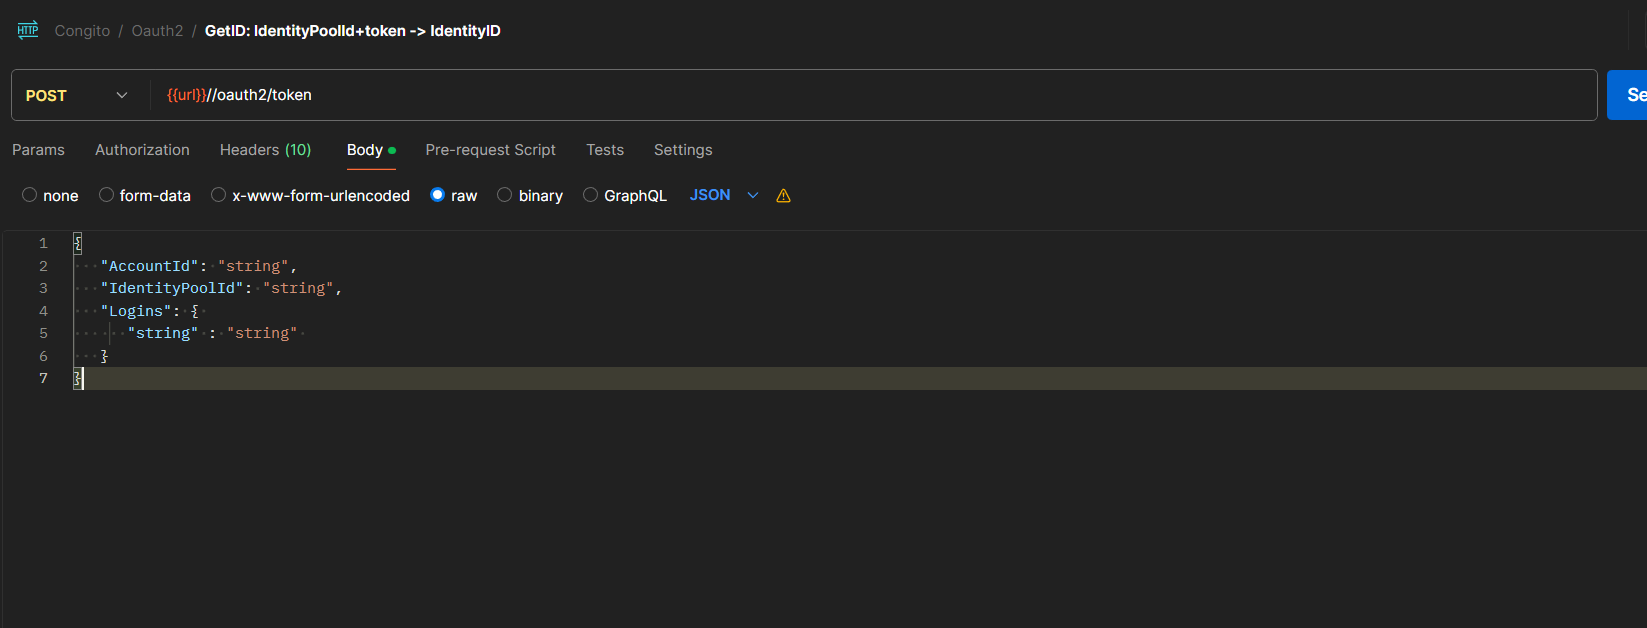 HTTP Congito / Oauth2 / GetID: IdentityPoolId+token -> IdentityID
POST {{url}}//oauth2/token Se
Params Authorization Headers (10) Body Pre-request Script Tests Settings
none form-data x-www-form-urlencoded raw binary GraphQL JSON
1 {
2 "AccountId": "string",
3 "IdentityPoolId": "string",
4 "Logins": {
5 "string" : "string"
6 }
7 }